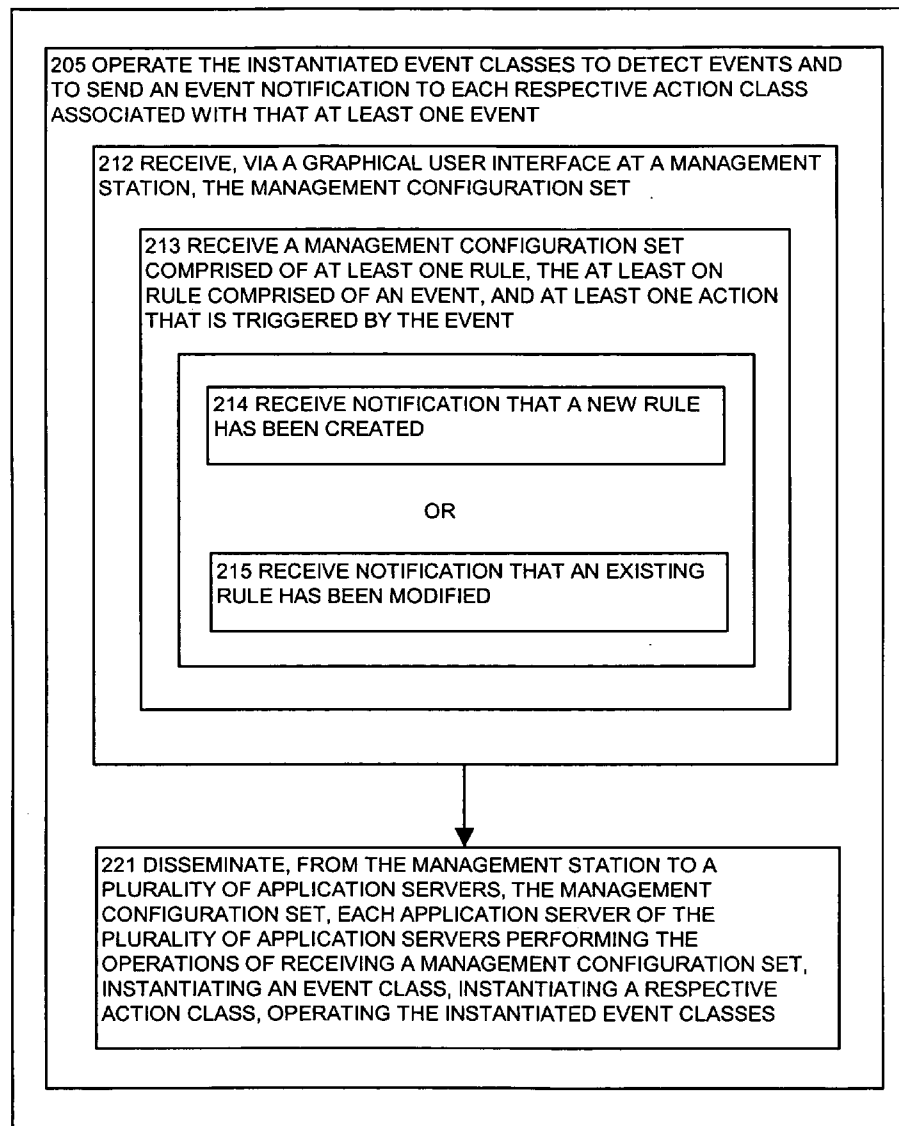 205 OPERATE THE INSTANTIATED EVENT CLASSES TO DETECT EVENTS AND
TO SEND AN EVENT NOTIFICATION TO EACH RESPECTIVE ACTION CLASS
ASSOCIATED WITH THAT AT LEAST ONE EVENT
212 RECEIVE, VIA A GRAPHICAL USER INTERFACE AT A MANAGEMENT
STATION, THE MANAGEMENT CONFIGURATION SET
213 RECEIVE A MANAGEMENT CONFIGURATION SET
COMPRISED OF AT LEAST ONE RULE, THE AT LEAST ON
RULE COMPRISED OF AN EVENT, AND AT LEAST ONE ACTION
THAT IS TRIGGERED BY THE EVENT
214 RECEIVE NOTIFICATION THAT A NEW RULE
HAS BEEN CREATED
OR
215 RECEIVE NOTIFICATION THAT AN EXISTING
RULE HAS BEEN MODIFIED
221 DISSEMINATE, FROM THE MANAGEMENT STATION TO A
PLURALITY OF APPLICATION SERVERS, THE MANAGEMENT
CONFIGURATION SET, EACH APPLICATION SERVER OF THE
PLURALITY OF APPLICATION SERVERS PERFORMING THE
OPERATIONS OF RECEIVING A MANAGEMENT CONFIGURATION SET,
INSTANTIATING AN EVENT CLASS, INSTANTIATING A RESPECTIVE
ACTION CLASS, OPERATING THE INSTANTIATED EVENT CLASSES